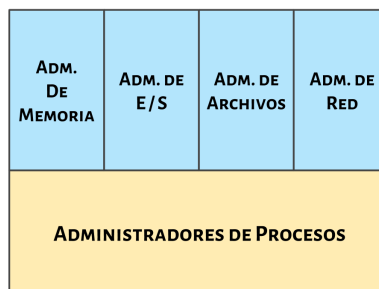 ADM.
DE
MEMORIA
ADM. DE
E/S
ADM. DE
ARCHIVOS
ADM. DE
RED
ADMINISTRADORES DE PROCESOS